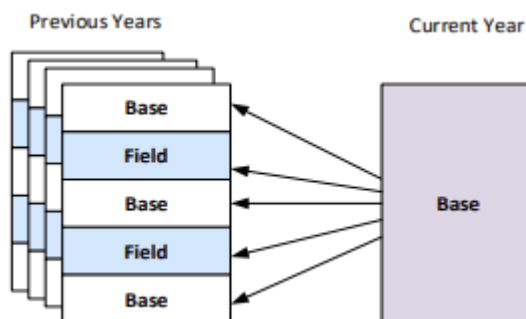 Previous Years
Current Year
Base
Field
Base
Base
Field
Base